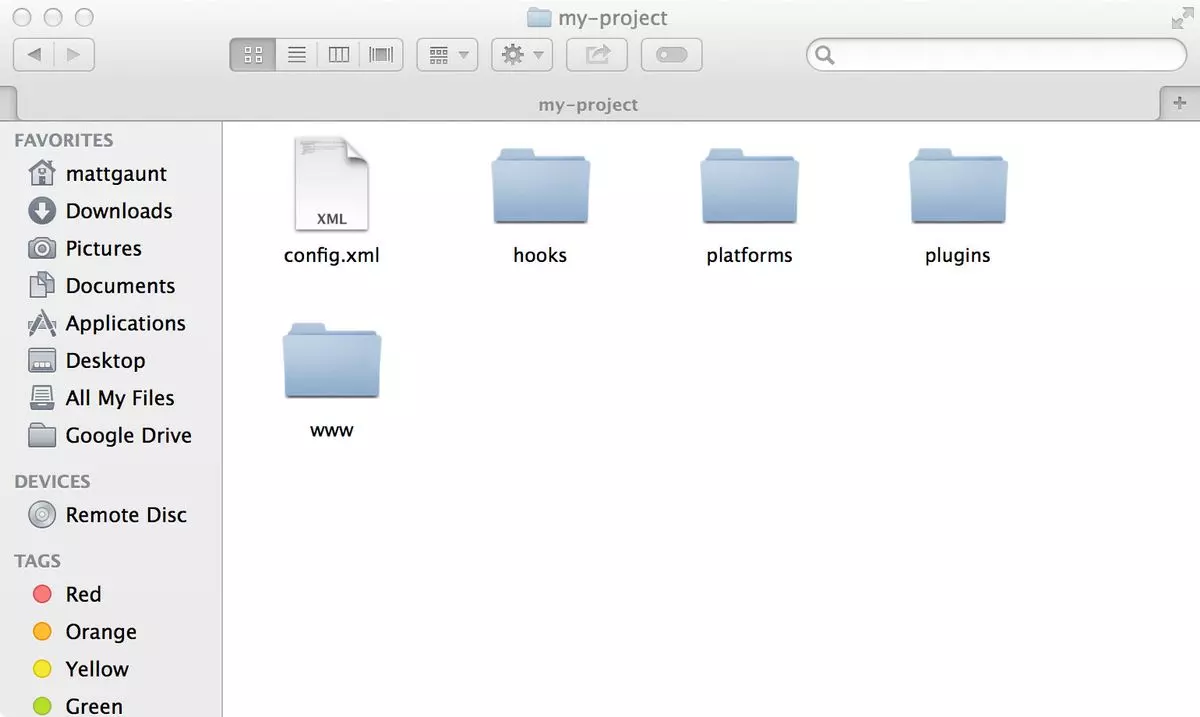 my-project
my-project
FAVORITES
mattgaunt
Downloads
Pictures
Documents
Applications
Desktop
All My Files
Google Drive
DEVICES
Remote Disc
TAGS
Red
Orange
Yellow
Green
XML
config.xml
hooks
platforms
plugins
www